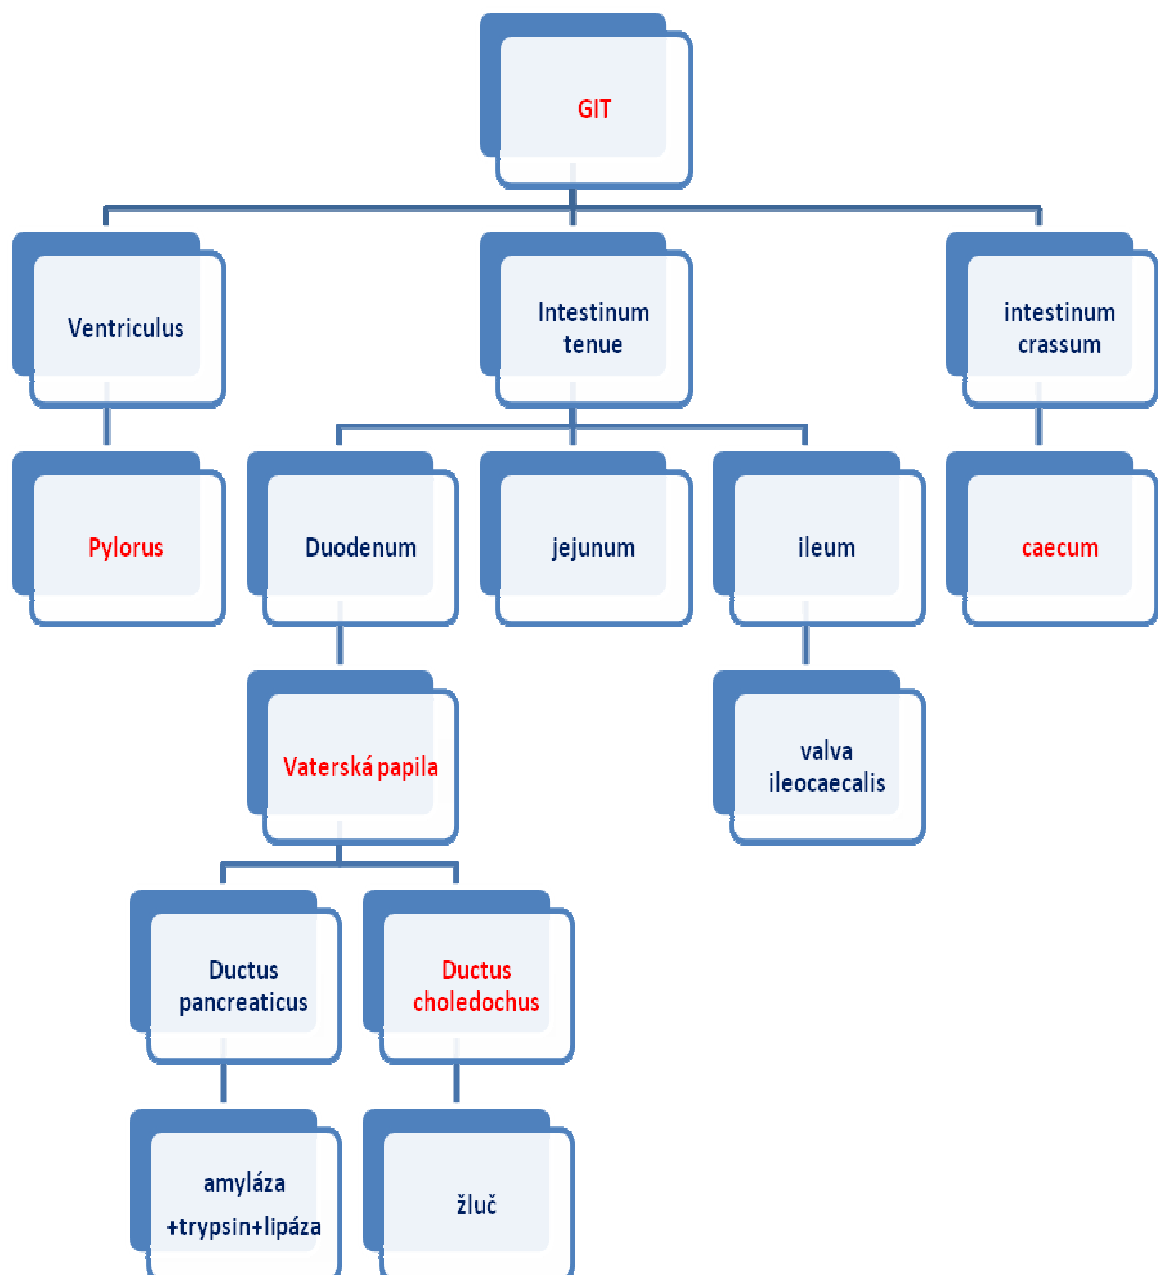 GIT
Ventriculus
Intestinum
tenue
intestinum
crassum
Pylorus
Duodenum
jejunum
ileum
caecum
Vaterská papila
valva
ileocaecalis
Ductus
pancreaticus
Ductus
choledochus
amyláza
+trypsin+lipáza
žluč